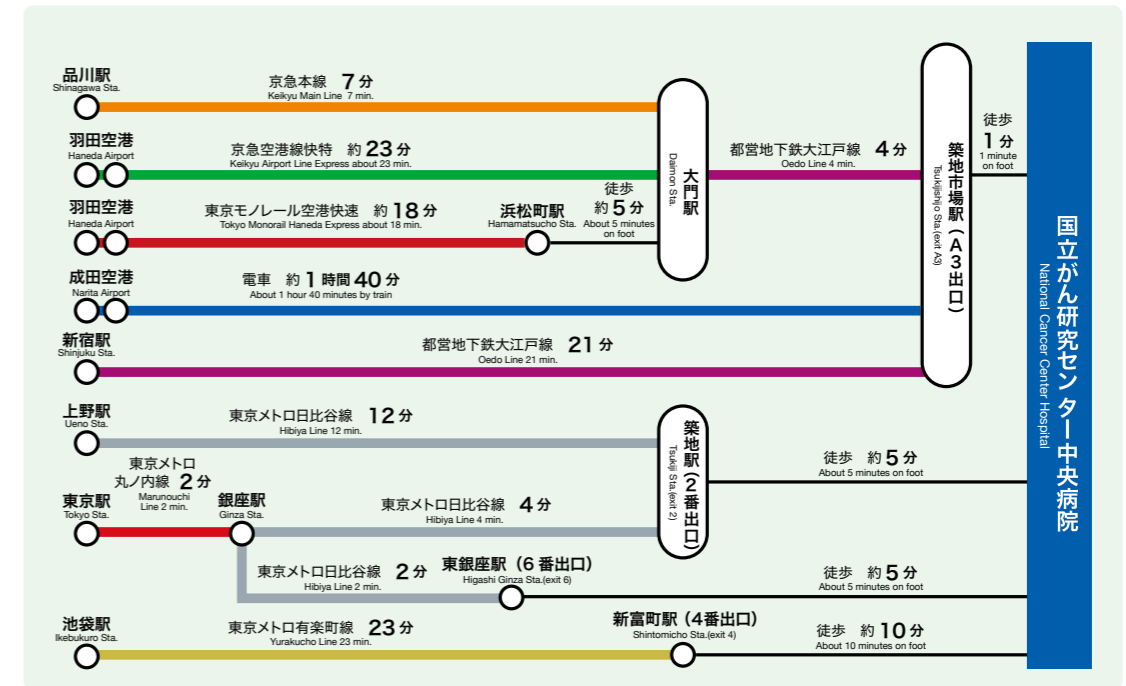 品川駅
Shinagawa Sta.
京急本線 7分
Keikyu Main Line 7 min.
羽田空港
Haneda Airport
京急空港線快特 約23分
Keikyu Airport Line Express about 23 min.
羽田空港
Haneda Airport
東京モノレール空港快速 約18分
Tokyo Monorail Haneda Express about 18 min.
浜松町駅
Hamamatsucho Sta.
徒歩
約5分
About 5 minutes
on foot
大門駅
Daimon Sta.
都営地下鉄大江戸線 4分
Oedo Line 4 min.
成田空港
Narita Airport
電車 約1時間40分
About 1 hour 40 minutes by train
新宿駅
Shinjuku Sta.
都営地下鉄大江戸線 21分
Oedo Line 21 min.
築地市場駅(A3出口)
Tsukijishijo Sta.(exit A3)
徒歩
1分
1 minute
on foot
上野駅
Ueno Sta.
東京メトロ日比谷線 12分
Hibiya Line 12 min.
東京メトロ
丸ノ内線 2分
Marunouchi
Line 2 min.
東京駅
Tokyo Sta.
銀座駅
Ginza Sta.
東京メトロ日比谷線 4分
Hibiya Line 4 min.
築地駅(2番出口)
Tsukiji Sta.(exit 2)
徒歩 約5分
About 5 minutes on foot
東京メトロ日比谷線 2分
Hibiya Line 2 min.
東銀座駅(6番出口)
Higashi Ginza Sta.(exit 6)
徒歩 約5分
About 5 minutes on foot
池袋駅
Ikebukuro Sta.
東京メトロ有楽町線 23分
Yurakucho Line 23 min.
新富町駅(4番出口)
Shintomicho Sta.(exit 4)
徒歩 約10分
About 10 minutes on foot
国立がん研究センター中央病院
National Cancer Center Hospital